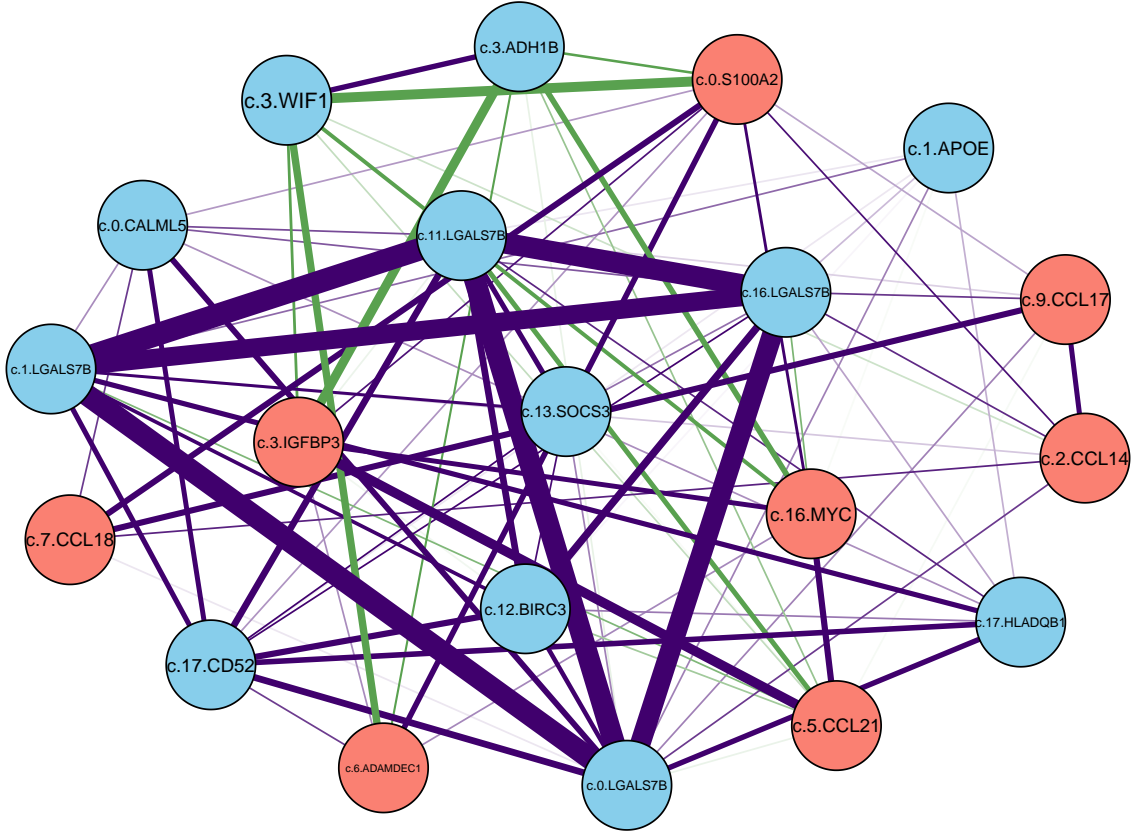 c.3.ADH1B
c.0.S100A2
c.3.WIF1
c.1.APOE
c.0.CALML5
c.11.LGALS7B
c.16.LGALS7B
c.9.CCL17
c.1.LGALS7B
c.13.SOCS3
c.3.IGFBP3
c.2.CCL14
c.16.MYC
c.7.CCL18
c.12.BIRC3
c.17.HLADQB1
c.17.CD52
c.5.CCL21
c.6.ADAMDEC1
c.0.LGALS7B